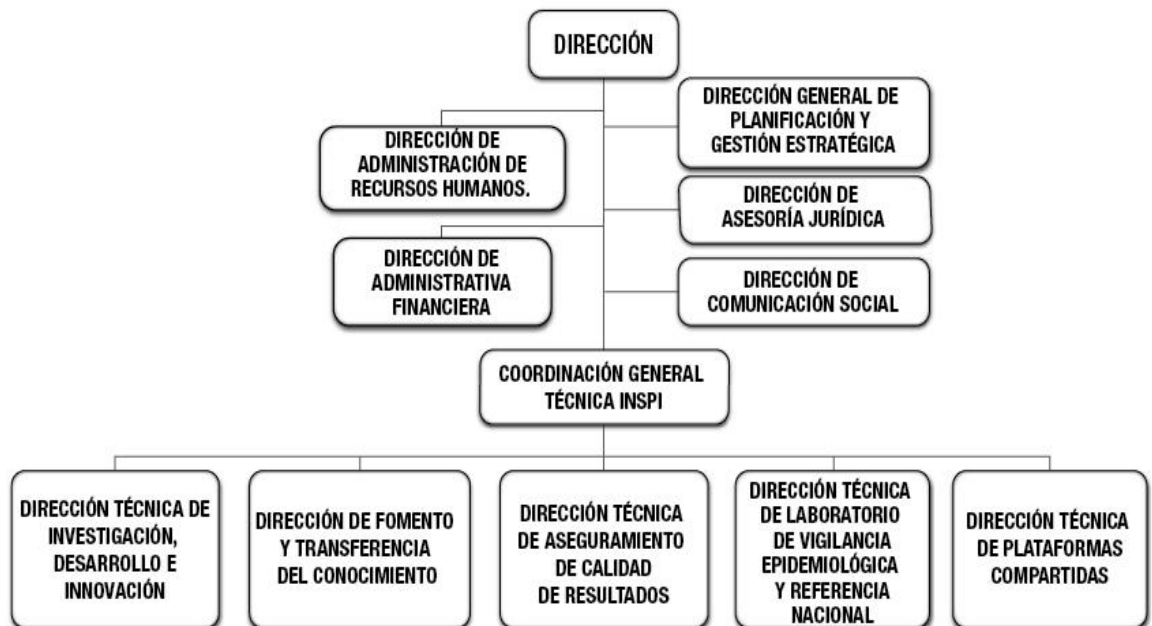 DIRECCIÓN
DIRECCIÓN DE
ADMINISTRACIÓN DE
RECURSOS HUMANOS.
DIRECCIÓN GENERAL DE
PLANIFICACIÓN Y
GESTIÓN ESTRATÉGICA
DIRECCIÓN DE
ASESORÍA JURÍDICA
DIRECCIÓN DE
ADMINISTRATIVA
FINANCIERA
DIRECCIÓN DE
COMUNICACIÓN SOCIAL
COORDINACIÓN GENERAL
TÉCNICA INSPI
DIRECCIÓN TÉCNICA DE
INVESTIGACIÓN,
DESARROLLO E
INNOVACIÓN
DIRECCIÓN DE FOMENTO
Y TRANSFERENCIA
DEL CONOCIMIENTO
DIRECCIÓN TÉCNICA
DE ASEGURAMIENTO
DE CALIDAD
DE RESULTADOS
DIRECCIÓN TÉCNICA
DE LABORATORIO
DE VIGILANCIA
EPIDEMIOLÓGICA
Y REFERENCIA
NACIONAL
DIRECCIÓN TÉCNICA
DE PLATAFORMAS
COMPARTIDAS